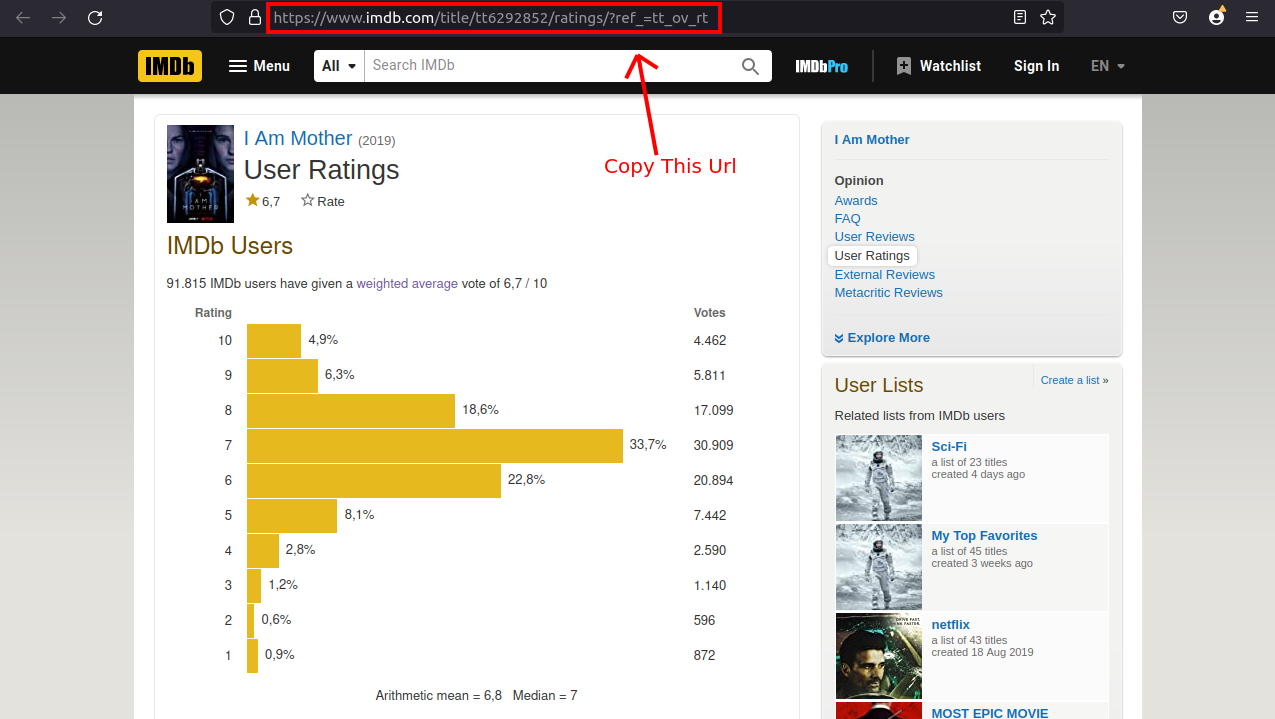 https://www.imdb.com/title/tt6292852/ratings/?ref_=tt_ov_rt
IMDb
Menu
All
Search IMDb
IMDbPro
Watchlist
Sign In
EN
Copy This Url
I Am Mother (2019)
User Ratings
6,7 Rate
I AM
MOTHER
IMDb Users
91.815 IMDb users have given a weighted average vote of 6,7 / 10
Rating Votes
10 4,9% 4.462
9 6,3% 5.811
8 18,6% 17.099
7 33,7% 30.909
6 22,8% 20.894
5 8,1% 7.442
4 2,8% 2.590
3 1,2% 1.140
2 0,6% 596
1 0,9% 872
Arithmetic mean = 6,8 Median = 7
I Am Mother
Opinion
Awards
FAQ
User Reviews
User Ratings
External Reviews
Metacritic Reviews
Explore More
User Lists
Create a list »
Related lists from IMDb users
Sci-Fi
a list of 23 titles
created 4 days ago
My Top Favorites
a list of 45 titles
created 3 weeks ago
DRIVE FAST.
netflix
a list of 43 titles
created 18 Aug 2019
MOST EPIC MOVIE